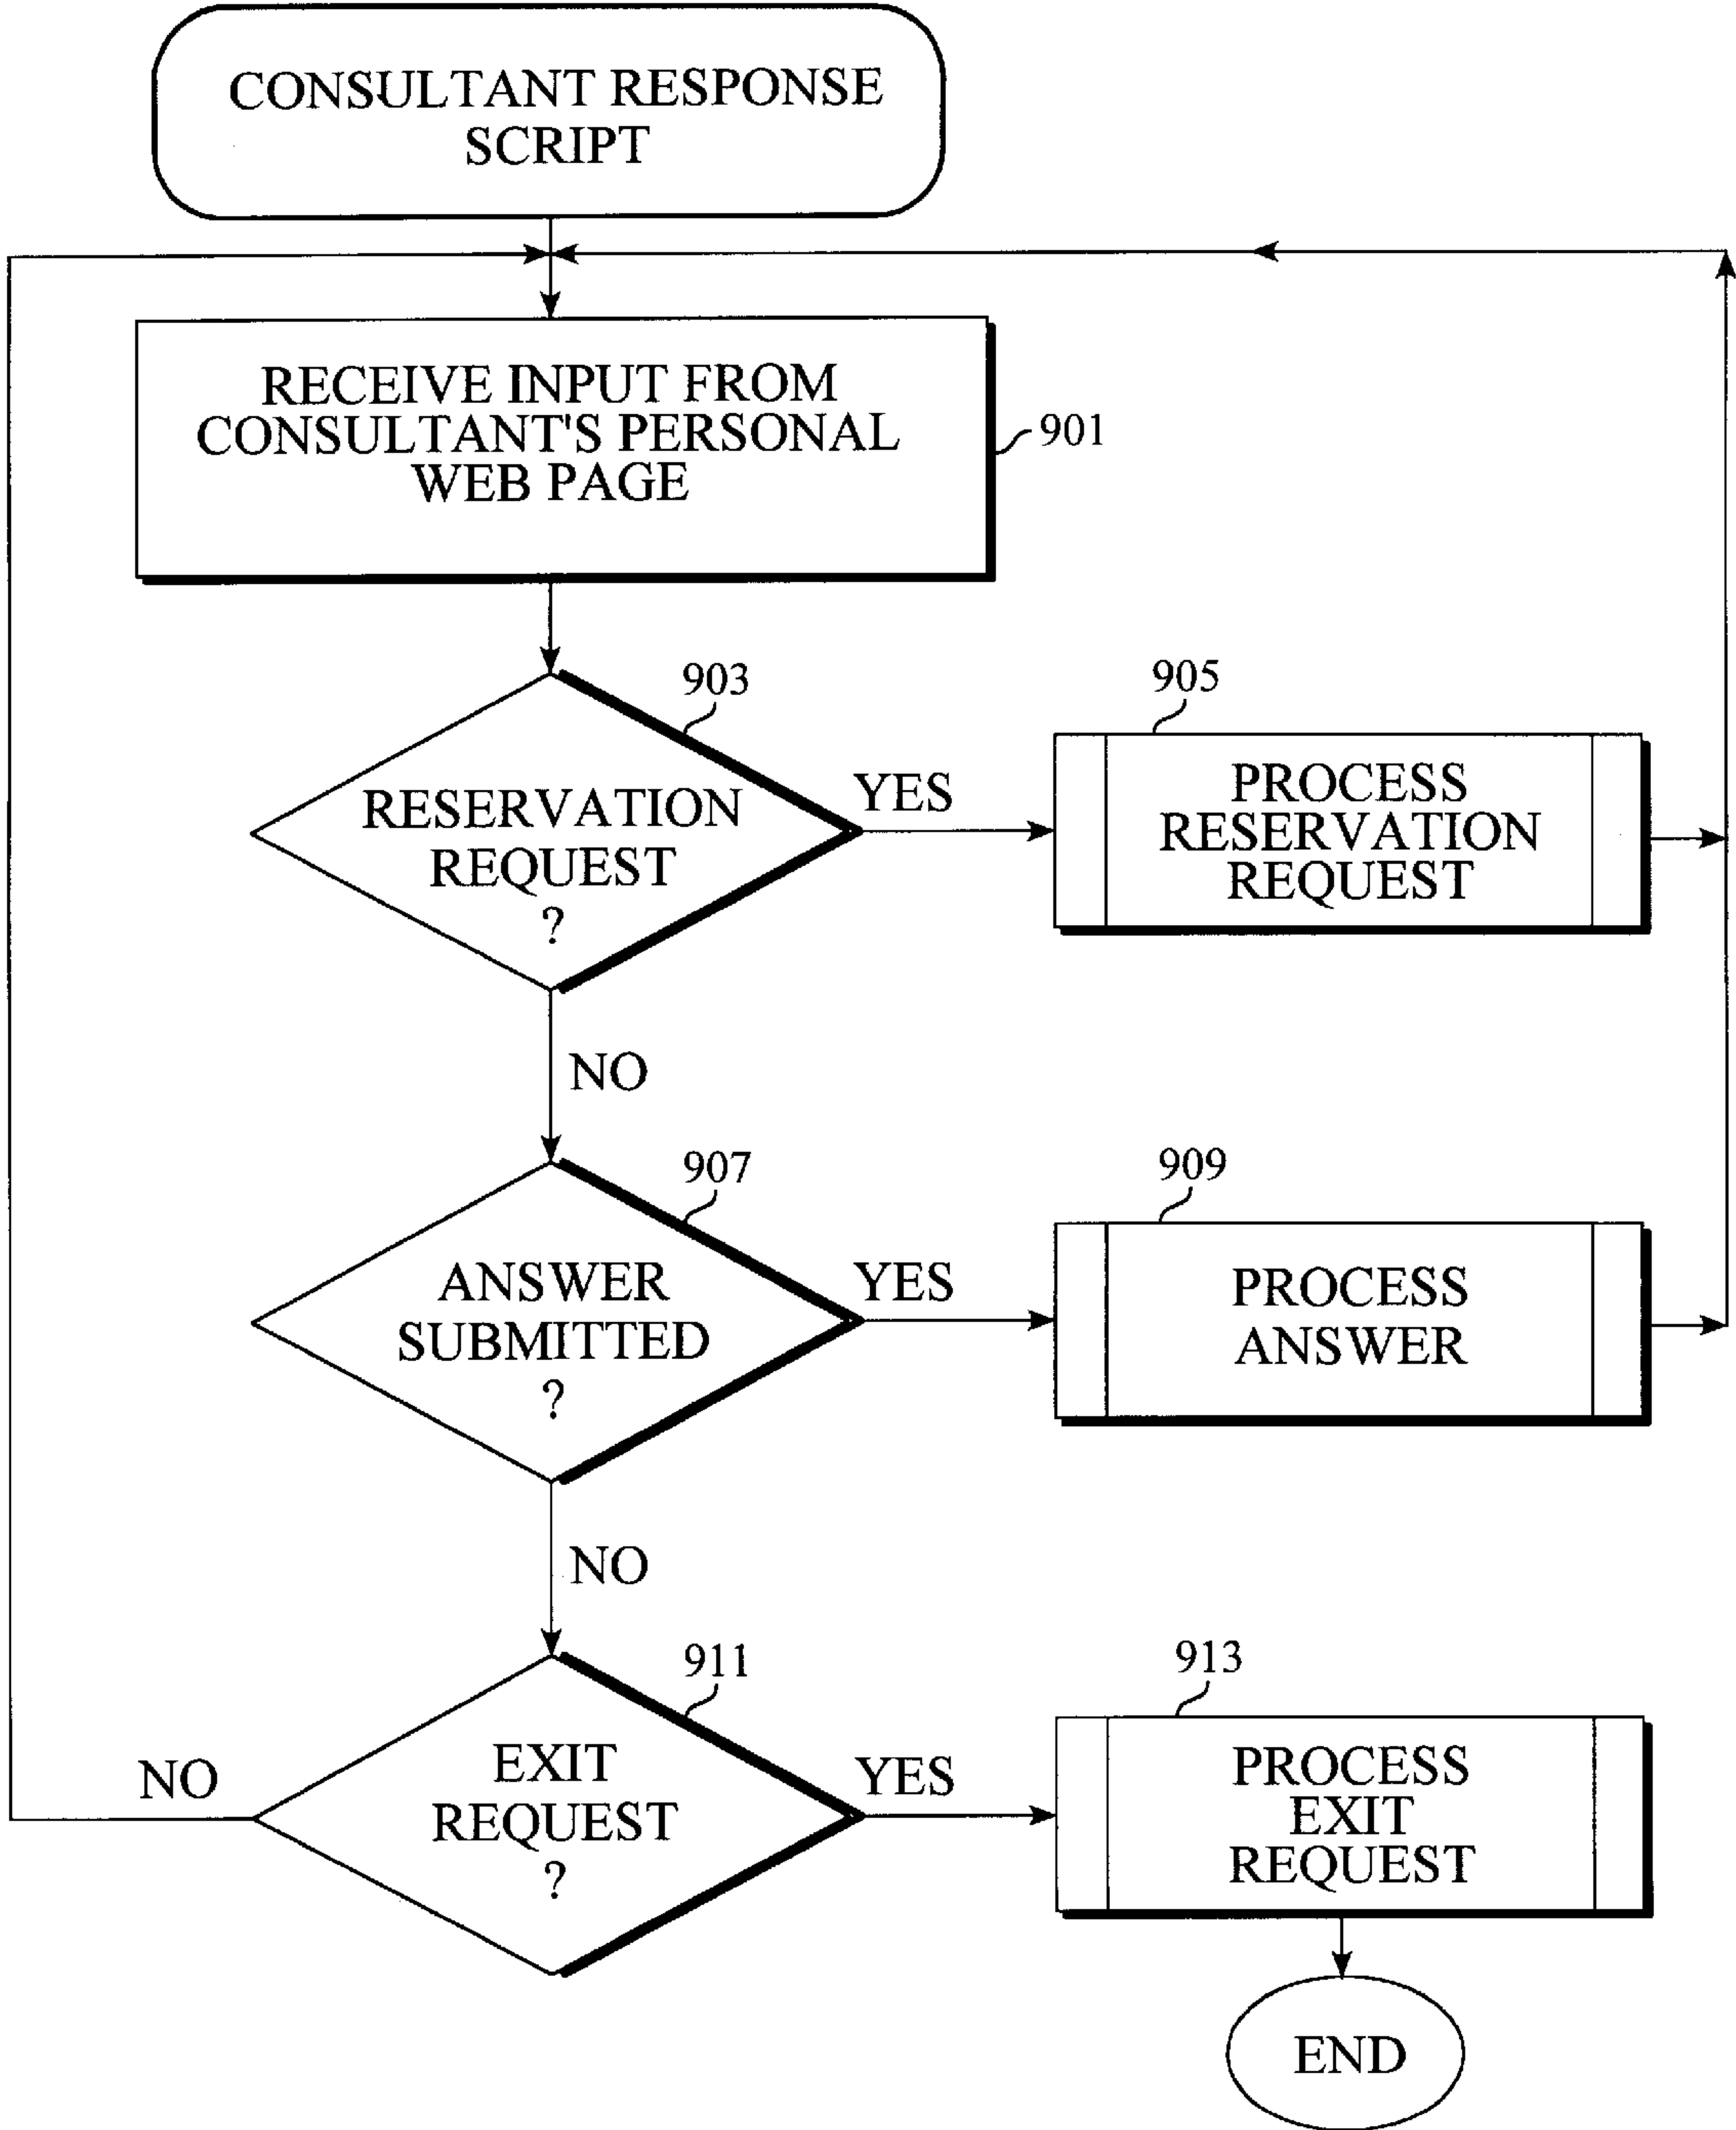 CONSULTANT RESPONSE
SCRIPT
RECEIVE INPUT FROM
CONSULTANT'S PERSONAL
WEB PAGE
901
903
RESERVATION
REQUEST
?
YES
905
PROCESS
RESERVATION
REQUEST
NO
907
ANSWER
SUBMITTED
?
YES
909
PROCESS
ANSWER
NO
911
EXIT
REQUEST
?
NO
YES
913
PROCESS
EXIT
REQUEST
END